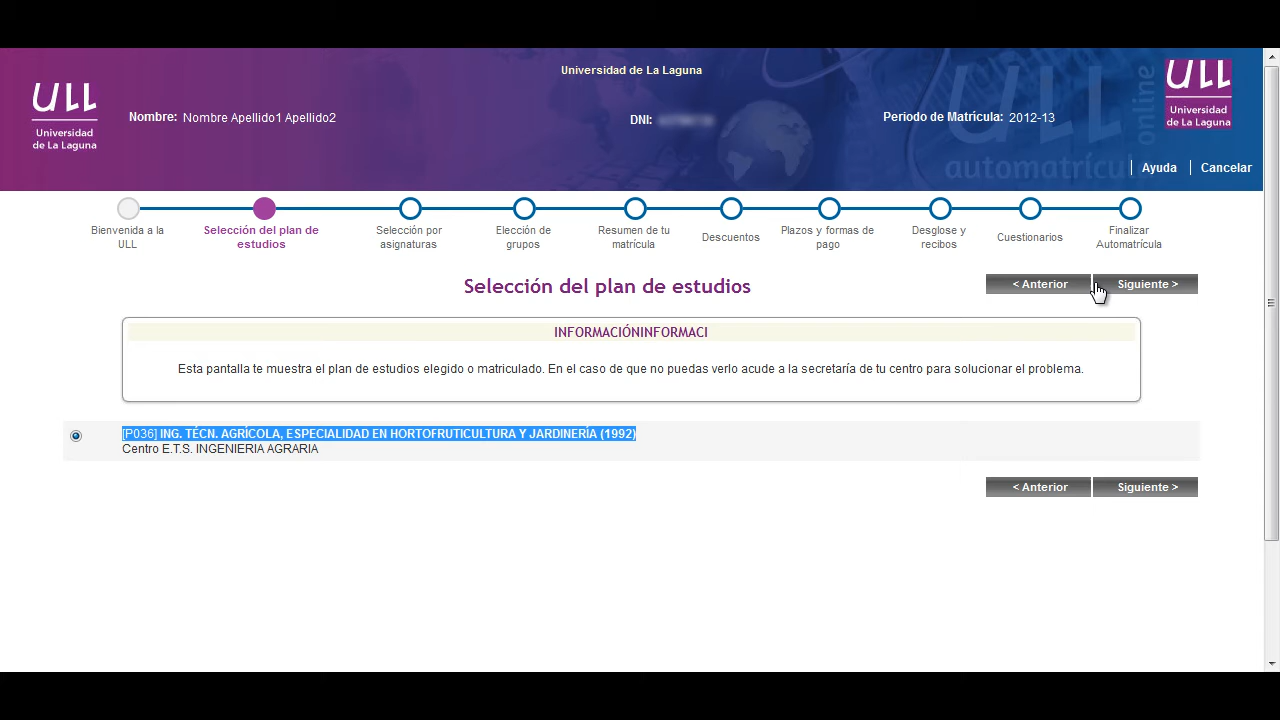 Universidad de La Laguna
ULL
Universidad
de La Laguna
Nombre: Nombre Apellido1 Apellido2
DNI:
Periodo de Matrícula: 2012-13
ULL
online
automatrícul
ULL
Universidad
de La Laguna
Ayuda
Cancelar
Bienvenida a la
ULL
Selección del plan de
estudios
Selección por
asignaturas
Elección de
grupos
Resumen de tu
matrícula
Descuentos
Plazos y formas de
pago
Desglose y
recibos
Cuestionarios
Finalizar
Automatrícula
Selección del plan de estudios
< Anterior
Siguiente >
INFORMACIÓNINFORMACI
Esta pantalla te muestra el plan de estudios elegido o matriculado. En el caso de que no puedas verlo acude a la secretaría de tu centro para solucionar el problema.
[P036] ING. TÉCN. AGRÍCOLA, ESPECIALIDAD EN HORTOFRUTICULTURA Y JARDINERÍA (1992)
Centro E.T.S. INGENIERIA AGRARIA
< Anterior
Siguiente >